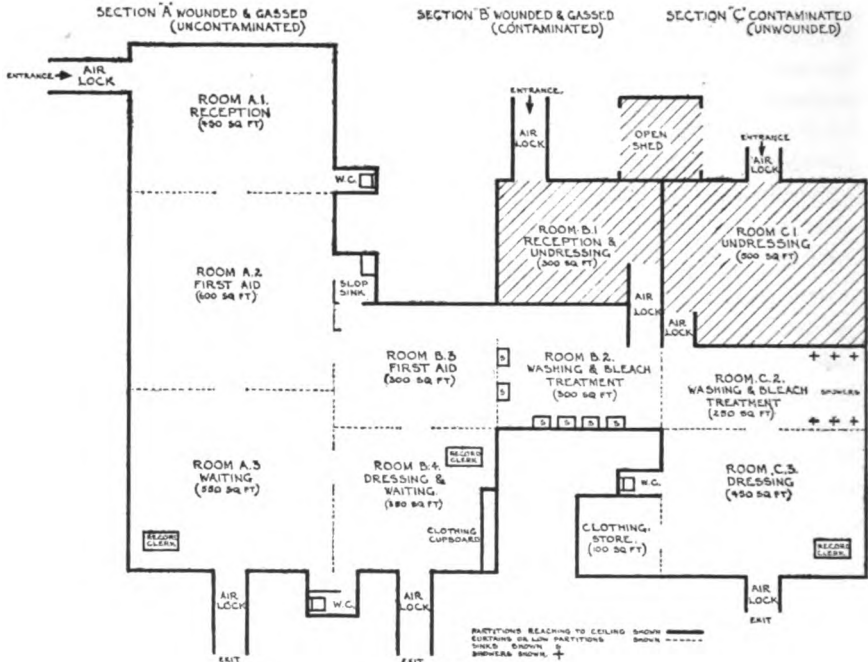 SECTION "A" WOUNDED & GASSED
(UNCONTAMINATED)
SECTION "B" WOUNDED & GASSED
(CONTAMINATED)
SECTION "C" CONTAMINATED
(UNWOUNDED)
ENTRANCE
AIR
LOCK
ROOM A.1.
RECEPTION
(450 SQ FT)
W.C.
ROOM A.2
FIRST AID
(600 SQ FT)
SLOP
SINK
ROOM A.3
WAITING
(550 SQ FT)
RECORD
CLERK
AIR
LOCK
EXIT
W.C.
ENTRANCE.
AIR
LOCK
OPEN
SHED
ROOM B.1
RECEPTION &
UNDRESSING
(300 SQ FT)
AIR
LOCK
ROOM B.3
FIRST AID
(300 SQ FT)
S
S
ROOM B.2.
WASHING & BLEACH
TREATMENT
(300 SQ FT)
S
S
S
S
ROOM B.4.
DRESSING &
WAITING.
RECORD
CLERK
CLOTHING
CUPBOARD
AIR
LOCK
EXIT
ENTRANCE
AIR
LOCK
ROOM C.1
UNDRESSING
(500 SQ FT)
AIR
LOCK
ROOM.C.2.
WASHING & BLEACH
TREATMENT
(250 SQ FT)
SHOWERS
ROOM .C.3.
DRESSING
(450 SQ FT)
W.C.
CLOTHING.
STORE.
(100 SQ FT)
RECORD
CLERK
AIR
LOCK
EXIT
PARTITIONS REACHING TO CEILING SHOWN
CURTAINS OR LOW PARTITIONS SHOWN
SINKS SHOWN S
SHOWERS SHOWN +